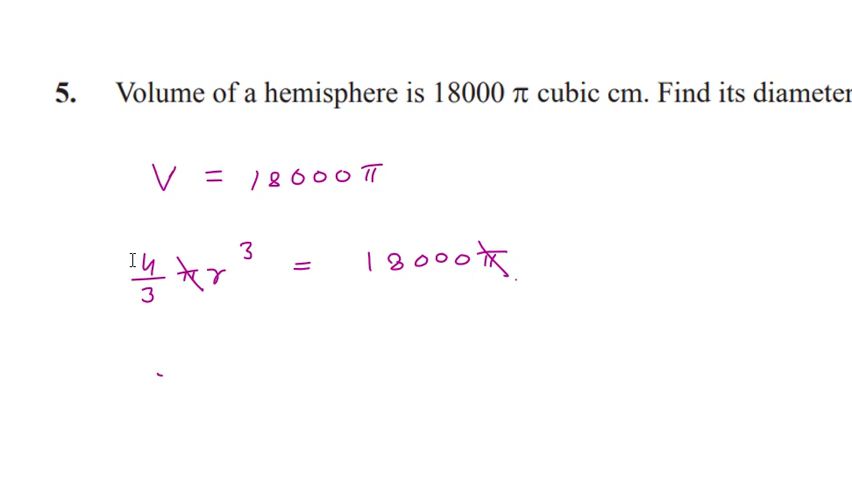 5. Volume of a hemisphere is 18000 π cubic cm. Find its diameter
V = 18000π
4/3 πr³ = 18000π.